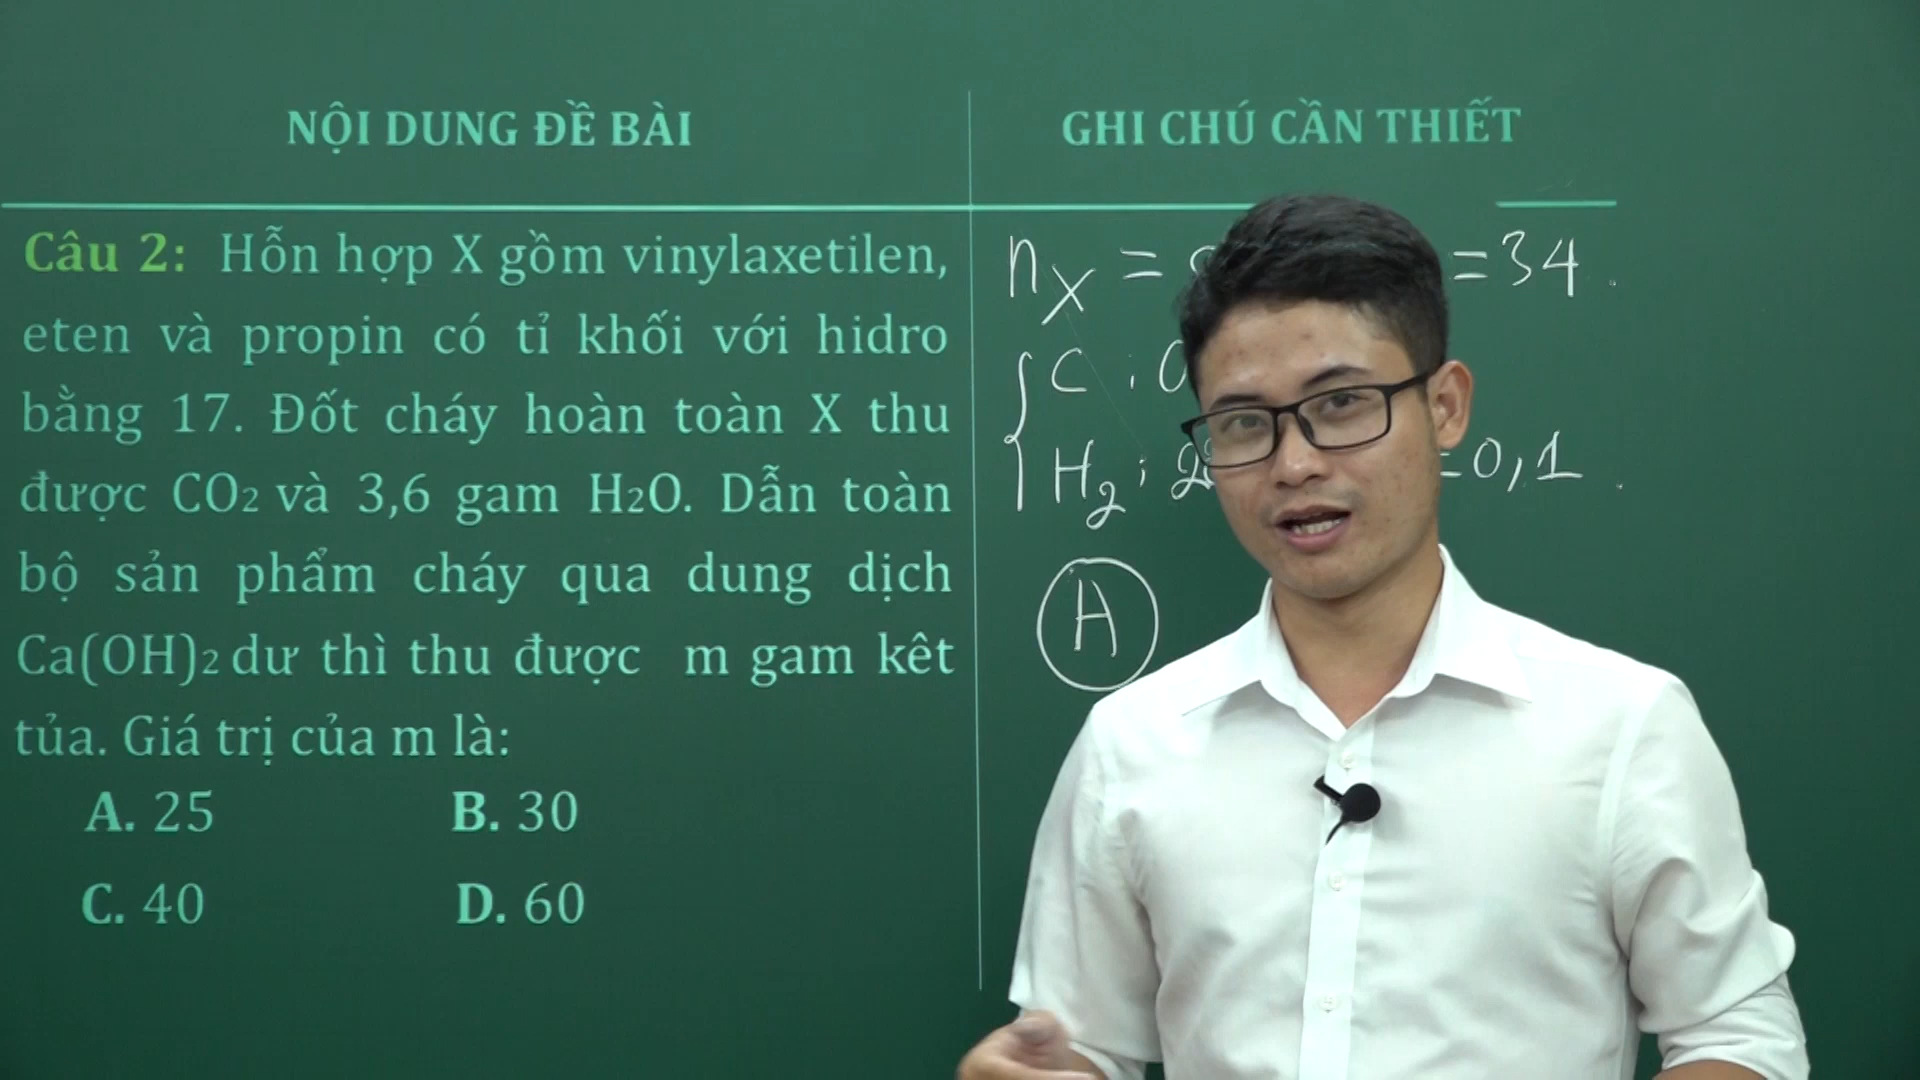 NỘI DUNG ĐỀ BÀI
GHI CHÚ CẦN THIẾT
Câu 2: Hỗn hợp X gồm vinylaxetilen,
eten và propin có tỉ khối với hidro
bằng 17. Đốt cháy hoàn toàn X thu
được CO2 và 3,6 gam H2O. Dẫn toàn
bộ sản phẩm cháy qua dung dịch
Ca(OH)2 dư thì thu được m gam kêt
tủa. Giá trị của m là:
A. 25 B. 30
C. 40 D. 60
nX = =34.
C :
H2 : =0,1.
A